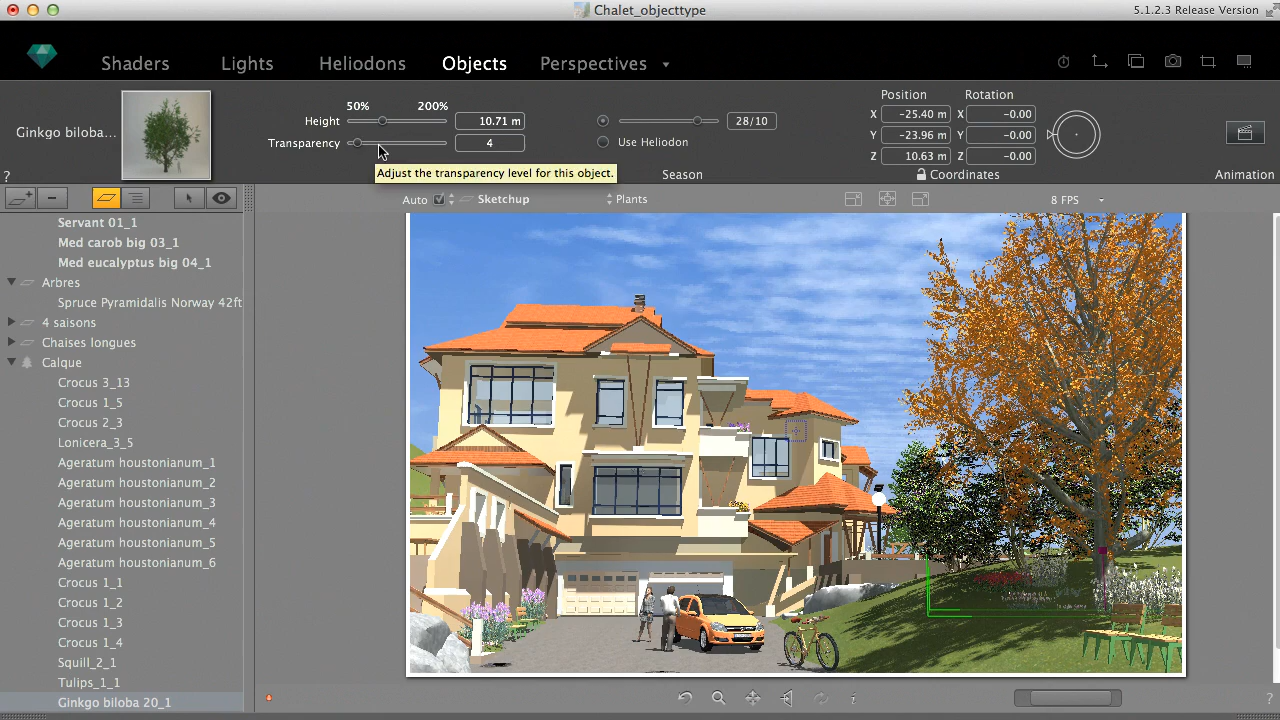 Chalet_objecttype
5.1.2.3 Release Version
Shaders
Lights
Heliodons
Objects
Perspectives
Ginkgo biloba...
50%
200%
Height
10.71 m
Transparency
4
Adjust the transparency level for this object.
28/10
Use Heliodon
Season
Position
Rotation
X
-25.40 m
X
-0.00
Y
-23.96 m
Y
-0.00
Z
10.63 m
Z
-0.00
Coordinates
Animation
?
Auto
Sketchup
Plants
8 FPS
Servant 01_1
Med carob big 03_1
Med eucalyptus big 04_1
Arbres
Spruce Pyramidalis Norway 42ft
4 saisons
Chaises longues
Calque
Crocus 3_13
Crocus 1_5
Crocus 2_3
Lonicera_3_5
Ageratum houstonianum_1
Ageratum houstonianum_2
Ageratum houstonianum_3
Ageratum houstonianum_4
Ageratum houstonianum_5
Ageratum houstonianum_6
Crocus 1_1
Crocus 1_2
Crocus 1_3
Crocus 1_4
Squill_2_1
Tulips_1_1
Ginkgo biloba 20_1
i
?